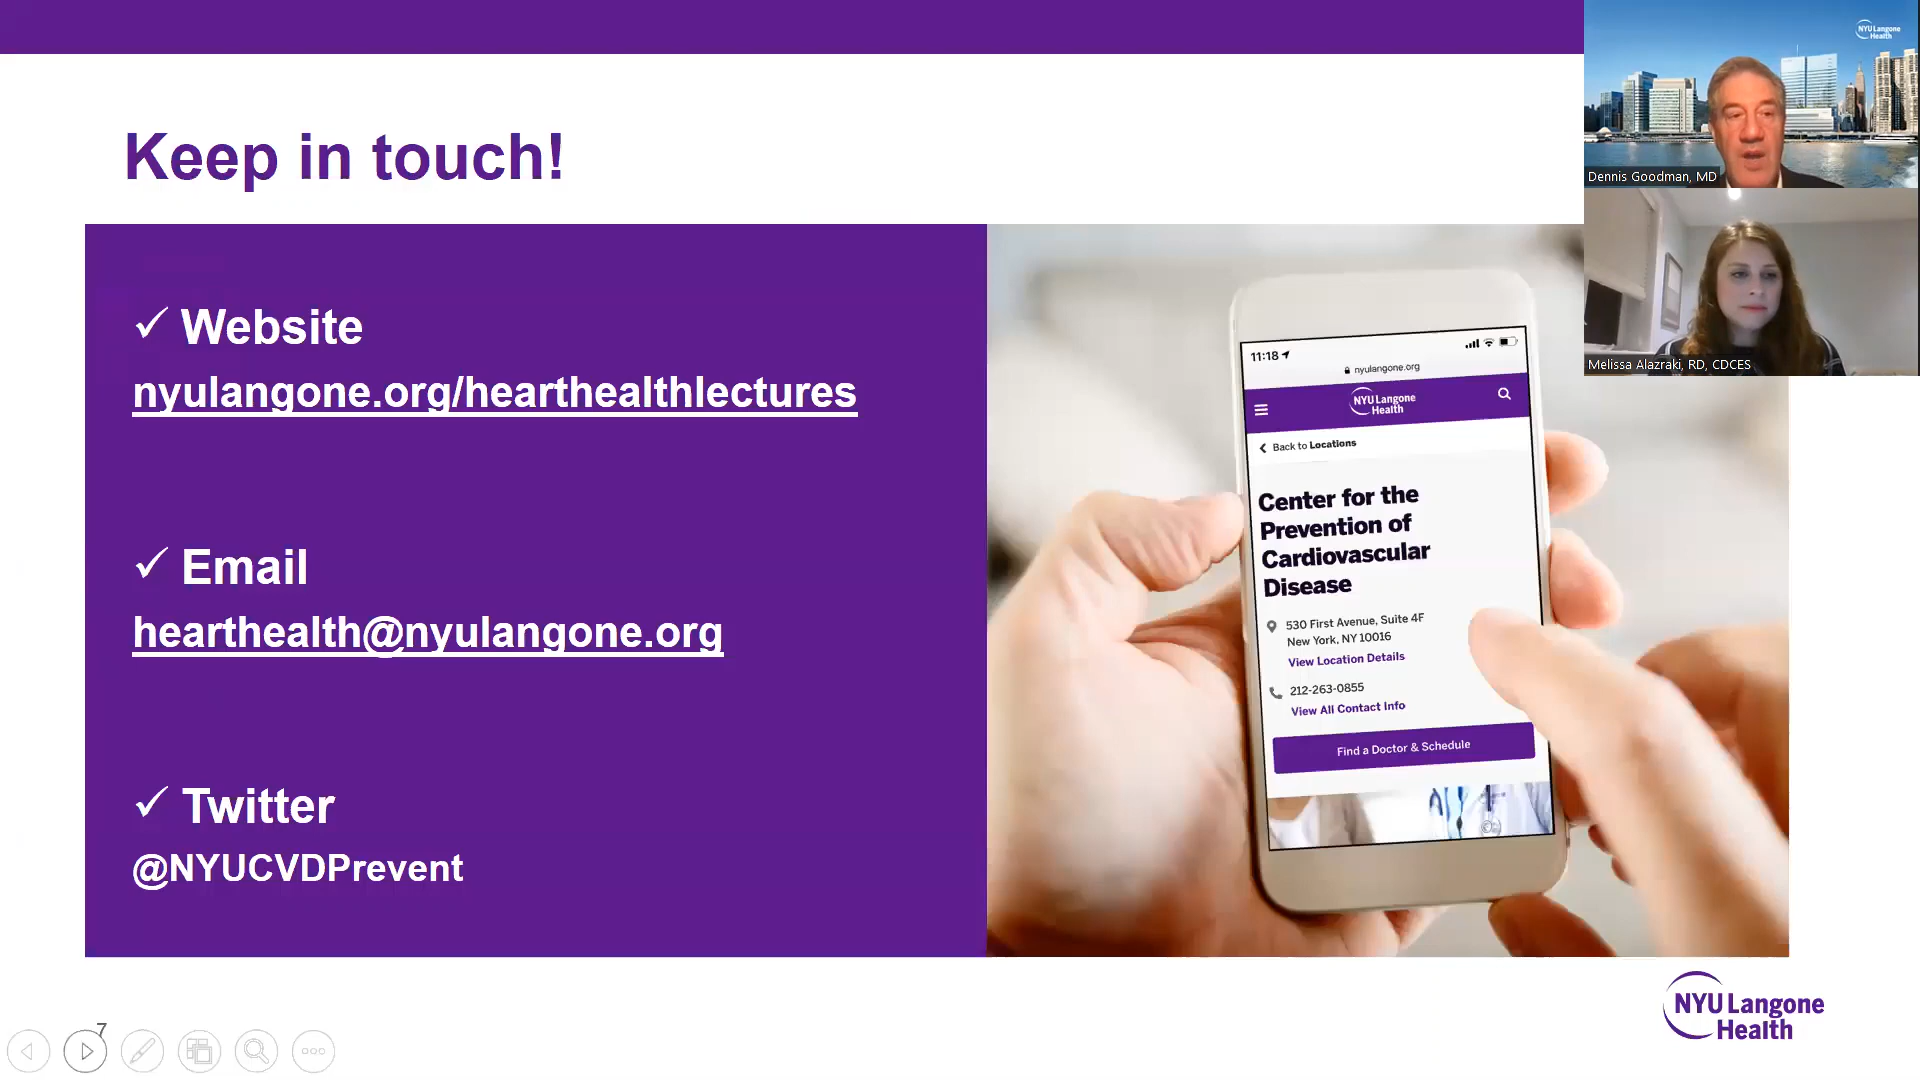 Keep in touch!
Website
nyulangone.org/hearthealthlectures
Email
hearthealth@nyulangone.org
Twitter
@NYUCVDPrevent
11:18
nyulangone.org
NYU Langone
Health
Back to Locations
Center for the
Prevention of
Cardiovascular
Disease
530 First Avenue, Suite 4F
New York, NY 10016
View Location Details
212-263-0855
View All Contact Info
Find a Doctor & Schedule
NYU Langone
Health
Dennis Goodman, MD
Melissa Alazraki, RD, CDCES
NYU Langone
Health
7